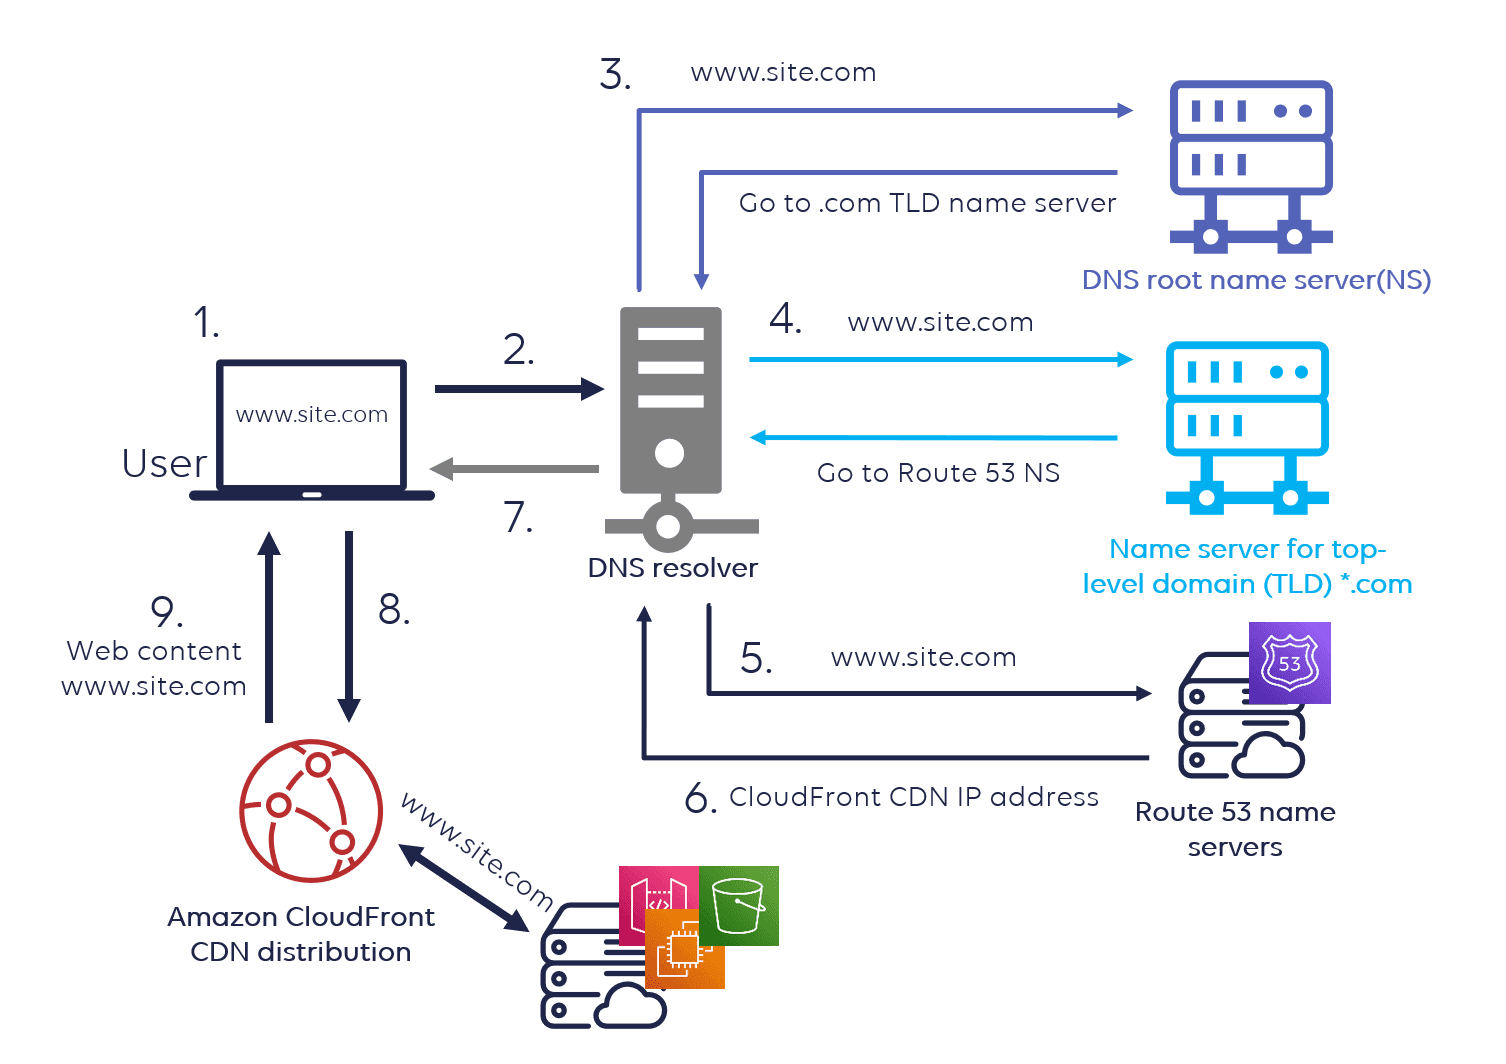 3.
www.site.com
Go to .com TLD name server
DNS root name server(NS)
1.
2.
4.
www.site.com
www.site.com
User
7.
Go to Route 53 NS
DNS resolver
Name server for top-
level domain (TLD) *.com
9.
8.
Web content
www.site.com
5.
www.site.com
53
6.
CloudFront CDN IP address
Route 53 name
servers
www.site.com
</>
Amazon CloudFront
CDN distribution